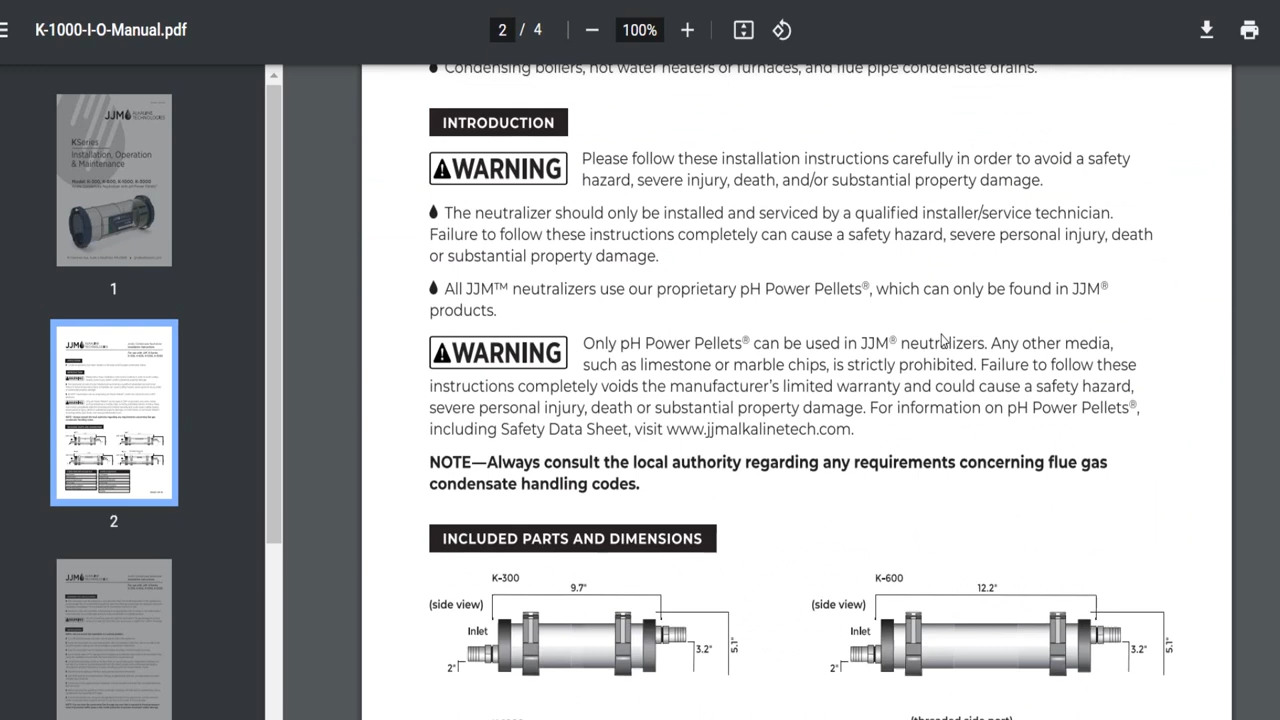 K-1000-I-O-Manual.pdf
2 / 4
100%
Condensing boilers, hot water heaters or furnaces, and flue pipe condensate drains.
INTRODUCTION
WARNING Please follow these installation instructions carefully in order to avoid a safety
hazard, severe injury, death, and/or substantial property damage.
The neutralizer should only be installed and serviced by a qualified installer/service technician.
Failure to follow these instructions completely can cause a safety hazard, severe personal injury, death
or substantial property damage.
All JJM™ neutralizers use our proprietary pH Power Pellets®, which can only be found in JJM®
products.
WARNING Only pH Power Pellets® can be used in JJM® neutralizers. Any other media,
such as limestone or marble chips, is strictly prohibited. Failure to follow these
instructions completely voids the manufacturer's limited warranty and could cause a safety hazard,
severe personal injury, death or substantial property damage. For information on pH Power Pellets®,
including Safety Data Sheet, visit www.jjmalkalinetech.com.
NOTE—Always consult the local authority regarding any requirements concerning flue gas
condensate handling codes.
INCLUDED PARTS AND DIMENSIONS
K-300
9.7"
(side view)
Inlet
2"
3.2"
5.1"
K-600
12.2"
(side view)
Inlet
2"
3.2"
5.1"
(threaded side port)
JJM ALKALINE TECHNOLOGIES
KSeries
Installation, Operation
& Maintenance
1
2